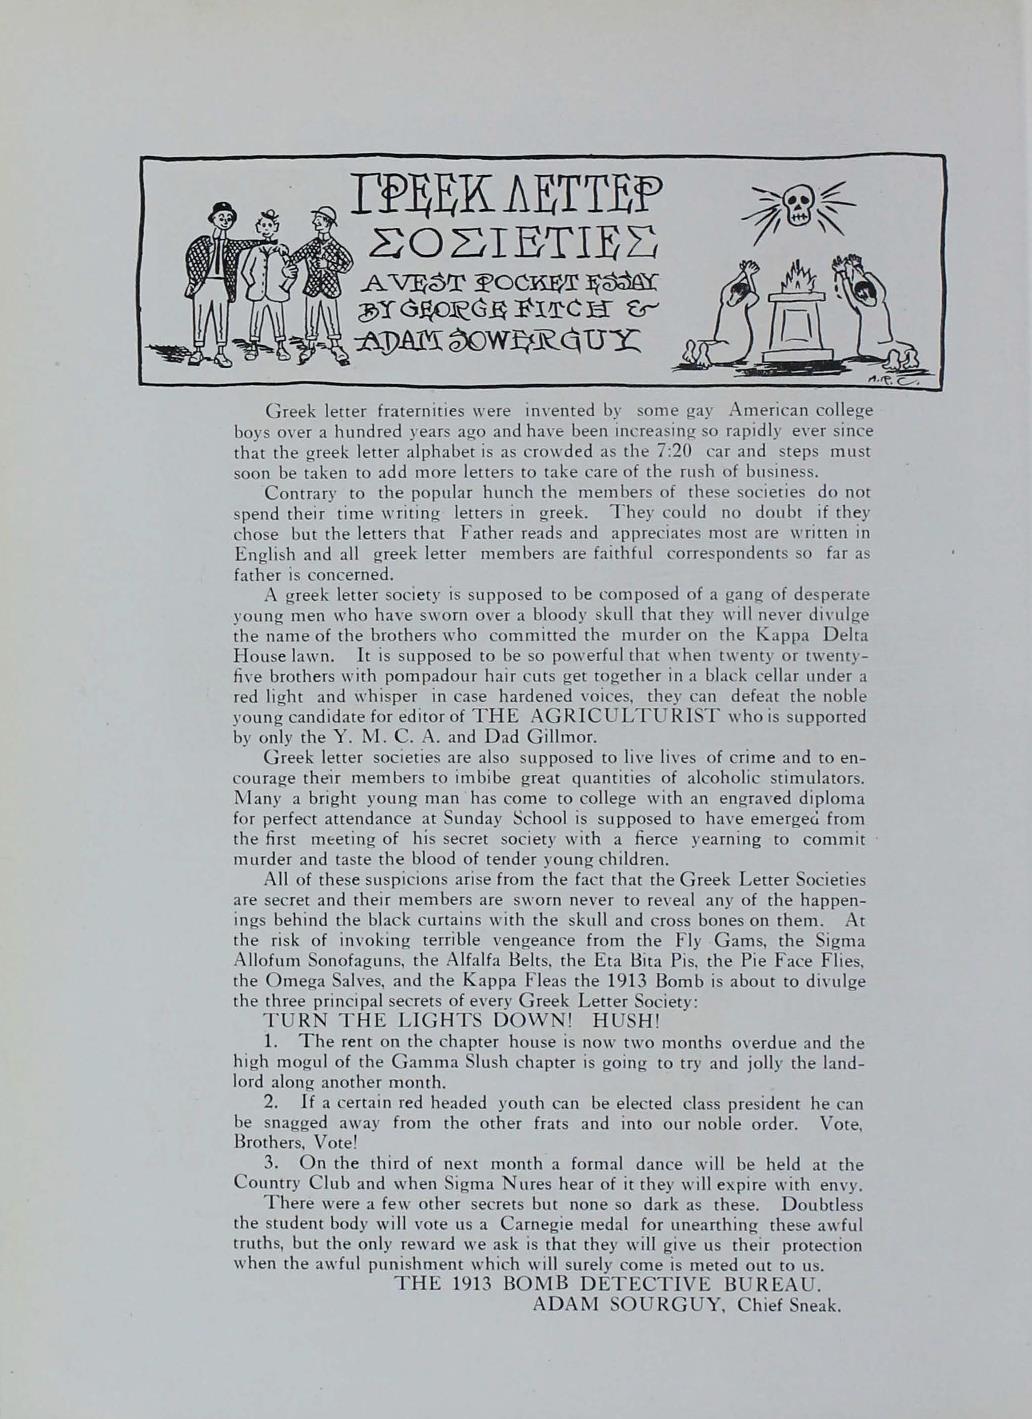 ΓΡΕΕΚ ΛΕΤΤΕΡ
ΣΟΣΙΕΤΙΕΣ
A VEST POCKET ESSAY
BY GEORGE FITCH &
ADAM SOWERGUY
A.R.C.
Greek letter fraternities were invented by some gay American college
boys over a hundred years ago and have been increasing so rapidly ever since
that the greek letter alphabet is as crowded as the 7:20 car and steps must
soon be taken to add more letters to take care of the rush of business.
Contrary to the popular hunch the members of these societies do not
spend their time writing letters in greek. They could no doubt if they
chose but the letters that Father reads and appreciates most are written in
English and all greek letter members are faithful correspondents so far as
father is concerned.
A greek letter society is supposed to be composed of a gang of desperate
young men who have sworn over a bloody skull that they will never divulge
the name of the brothers who committed the murder on the Kappa Delta
House lawn. It is supposed to be so powerful that when twenty or twenty-
five brothers with pompadour hair cuts get together in a black cellar under a
red light and whisper in case hardened voices, they can defeat the noble
young candidate for editor of THE AGRICULTURIST who is supported
by only the Y. M. C. A. and Dad Gillmor.
Greek letter societies are also supposed to live lives of crime and to en-
courage their members to imbibe great quantities of alcoholic stimulators.
Many a bright young man has come to college with an engraved diploma
for perfect attendance at Sunday School is supposed to have emerged from
the first meeting of his secret society with a fierce yearning to commit
murder and taste the blood of tender young children.
All of these suspicions arise from the fact that the Greek Letter Societies
are secret and their members are sworn never to reveal any of the happen-
ings behind the black curtains with the skull and cross bones on them. At
the risk of invoking terrible vengeance from the Fly Gams, the Sigma
Allofum Sonofaguns, the Alfalfa Belts, the Eta Bita Pis, the Pie Face Flies,
the Omega Salves, and the Kappa Fleas the 1913 Bomb is about to divulge
the three principal secrets of every Greek Letter Society:
TURN THE LIGHTS DOWN! HUSH!
1. The rent on the chapter house is now two months overdue and the
high mogul of the Gamma Slush chapter is going to try and jolly the land-
lord along another month.
2. If a certain red headed youth can be elected class president he can
be snagged away from the other frats and into our noble order. Vote,
Brothers, Vote!
3. On the third of next month a formal dance will be held at the
Country Club and when Sigma Nures hear of it they will expire with envy.
There were a few other secrets but none so dark as these. Doubtless
the student body will vote us a Carnegie medal for unearthing these awful
truths, but the only reward we ask is that they will give us their protection
when the awful punishment which will surely come is meted out to us.
THE 1913 BOMB DETECTIVE BUREAU.
ADAM SOURGUY, Chief Sneak.